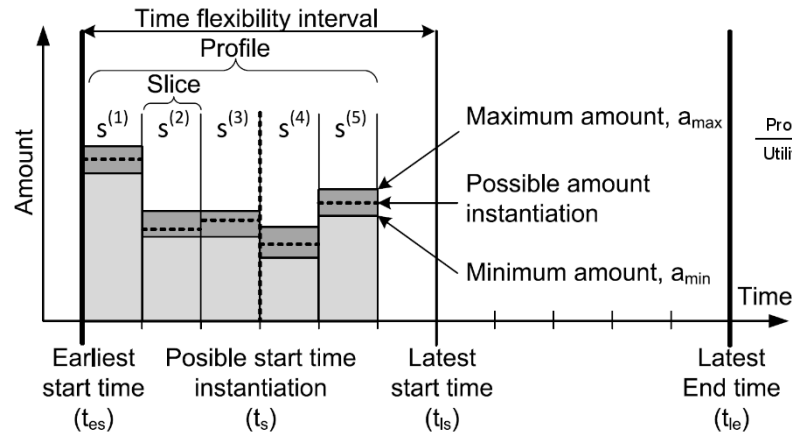 Time flexibility interval
Profile
Slice
s(1) s(2) s(3) s(4) s(5)
Amount
Maximum amount, amax
Possible amount
instantiation
Minimum amount, amin
Time
Earliest
start time
(tes)
Posible start time
instantiation
(ts)
Latest
start time
(tls)
Latest
End time
(tle)